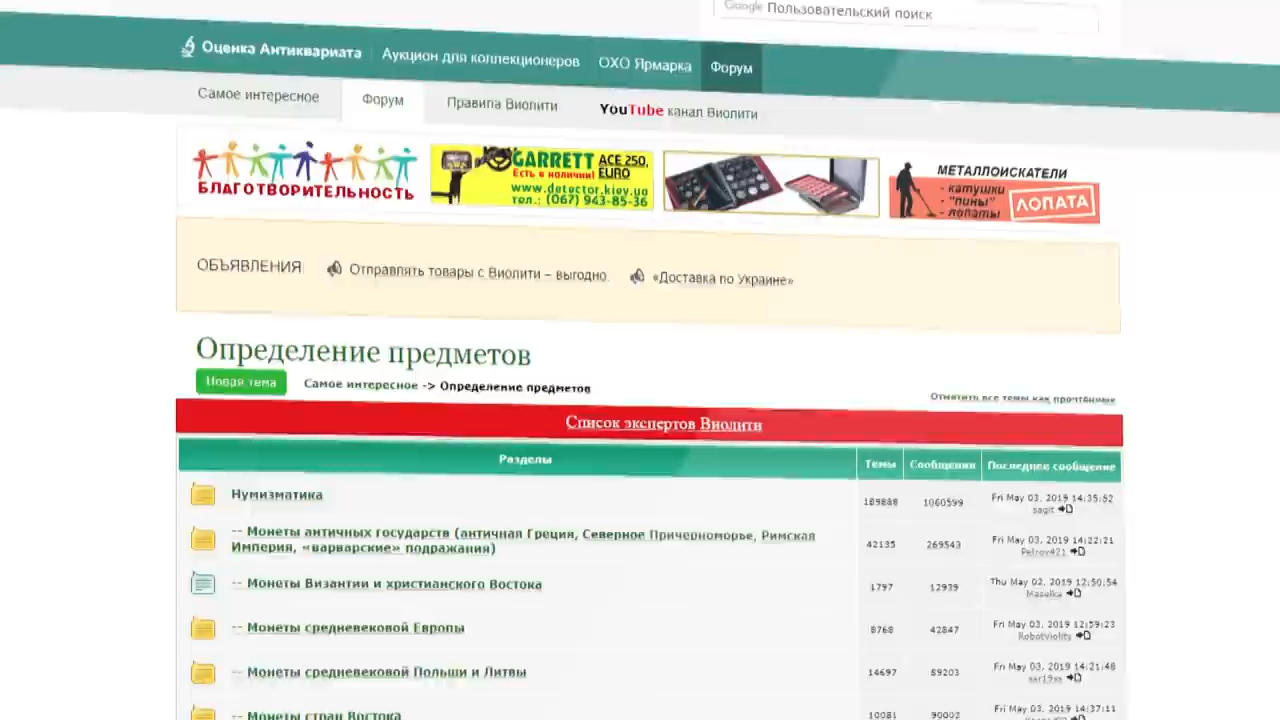 Google Пользовательский поиск
Оценка Антиквариата
Аукцион для коллекционеров
OXO Ярмарка
Форум
Самое интересное
Форум
Правила Виолити
YouTube канал Виолити
БЛАГОТВОРИТЕЛЬНОСТЬ
GARRETT ACE 250, EURO
Есть в наличии!
www.detector.kiev.ua
тел.: (067) 943-85-36
МЕТАЛЛОИСКАТЕЛИ
- катушки
- "пины"
- лопаты
ЛОПАТА
ОБЪЯВЛЕНИЯ
Отправлять товары с Виолити – выгодно.
«Доставка по Украине»
Определение предметов
Новая тема
Самое интересное -> Определение предметов
Отметить все темы как прочтённые
Список экспертов Виолити
Разделы Темы Сообщения Последнее сообщение
Нумизматика 189888 1060599 Fri May 03, 2019 14:35:52
sagit
-- Монеты античных государств (античная Греция, Северное Причерноморье, Римская
Империя, «варварские» подражания) 42135 269543 Fri May 03, 2019 14:22:21
Petrov421
-- Монеты Византии и христианского Востока 1797 12939 Thu May 02, 2019 12:50:54
Maselka
-- Монеты средневековой Европы 8768 42847 Fri May 03, 2019 12:59:23
RobotViolity
-- Монеты средневековой Польши и Литвы 14697 89203 Fri May 03, 2019 14:21:48
-- Монеты стран Востока 10081 90002 Fri May 03, 2019 14:37:11